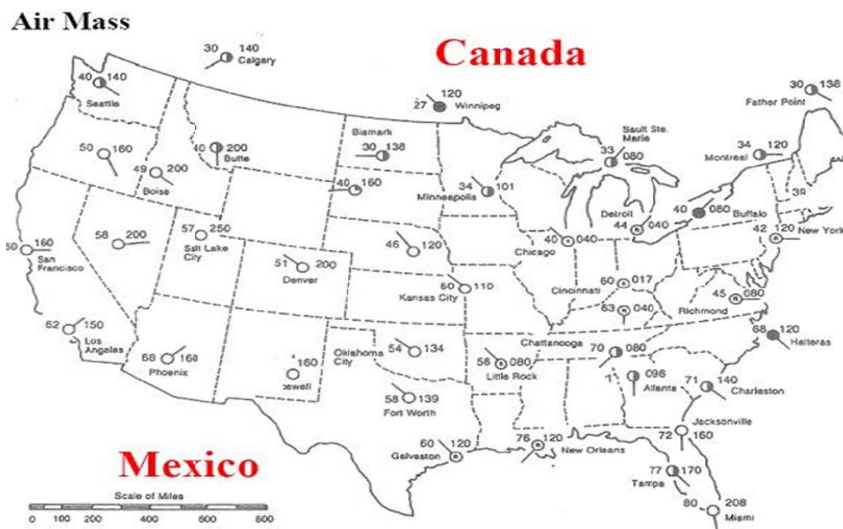 Air Mass
Canada
Mexico
30 140
Calgary
40 140
Seattle
120
27 Winnipeg
30 138
Father Point
Bismark
30 138
Sault Ste.
Marie
33 080
34 120
Montreal
50 160
40 200
Butte
49 200
Boise
40 160
34 101
Minneapolis
39
Detroit
44 040
40 080
Buffalo
42 120
New York
60 160
San
Francisco
58 200
57 250
Salt Lake
City
51 200
Denver
46 120
40 040
Chicago
60 110
Kansas City
60 017
Cincinnati
63 040
45 080
Richmond
68 120
Hatteras
62 150
Los
Angelas
68 160
Phoenix
160
oswell
Oklahoma
City
54 134
58 080
Little Rock
Chattanooga
70 080
096
Atlanta
71 140
Charleston
58 139
Fort Worth
60 120
Galveston
76 120
New Orleans
Jacksonville
72 160
77 170
Tampa
80 208
Miami
Scale of Miles
0 40 100 200 400 600 800